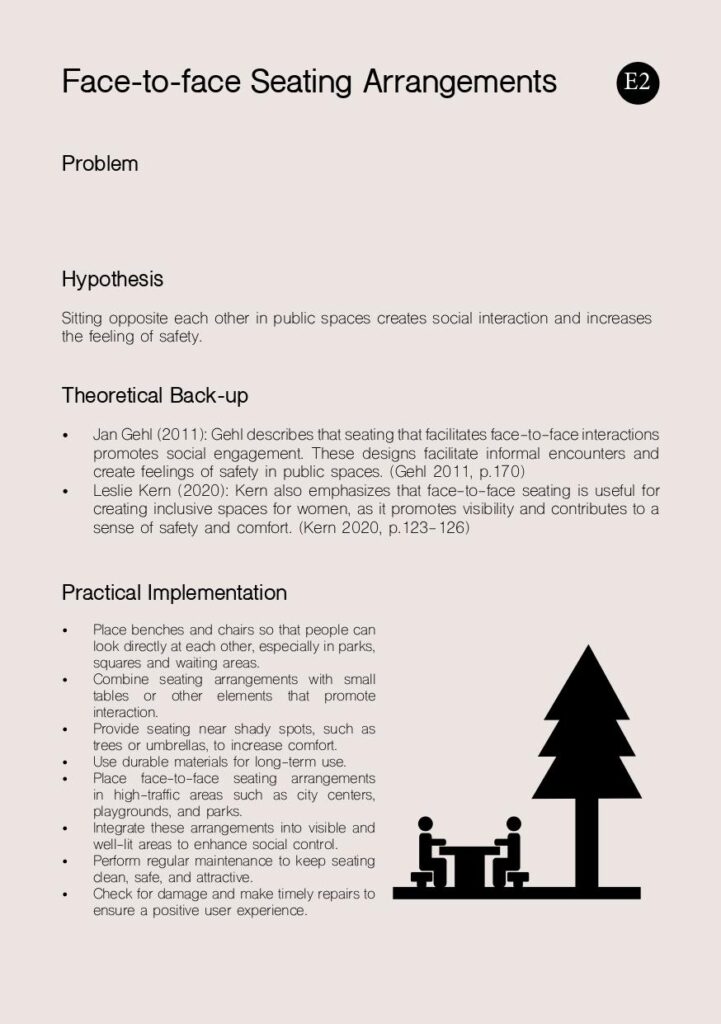 Face-to-face Seating Arrangements
E2
Problem
Hypothesis
Sitting opposite each other in public spaces creates social interaction and increases
the feeling of safety.
Theoretical Back-up
• Jan Gehl (2011): Gehl describes that seating that facilitates face-to-face interactions
promotes social engagement. These designs facilitate informal encounters and
create feelings of safety in public spaces. (Gehl 2011, p.170)
• Leslie Kern (2020): Kern also emphasizes that face-to-face seating is useful for
creating inclusive spaces for women, as it promotes visibility and contributes to a
sense of safety and comfort. (Kern 2020, p.123-126)
Practical Implementation
• Place benches and chairs so that people can
look directly at each other, especially in parks,
squares and waiting areas.
• Combine seating arrangements with small
tables or other elements that promote
interaction.
• Provide seating near shady spots, such as
trees or umbrellas, to increase comfort.
• Use durable materials for long-term use.
• Place face-to-face seating arrangements
in high-traffic areas such as city centers,
playgrounds, and parks.
• Integrate these arrangements into visible and
well-lit areas to enhance social control.
• Perform regular maintenance to keep seating
clean, safe, and attractive.
• Check for damage and make timely repairs to
ensure a positive user experience.